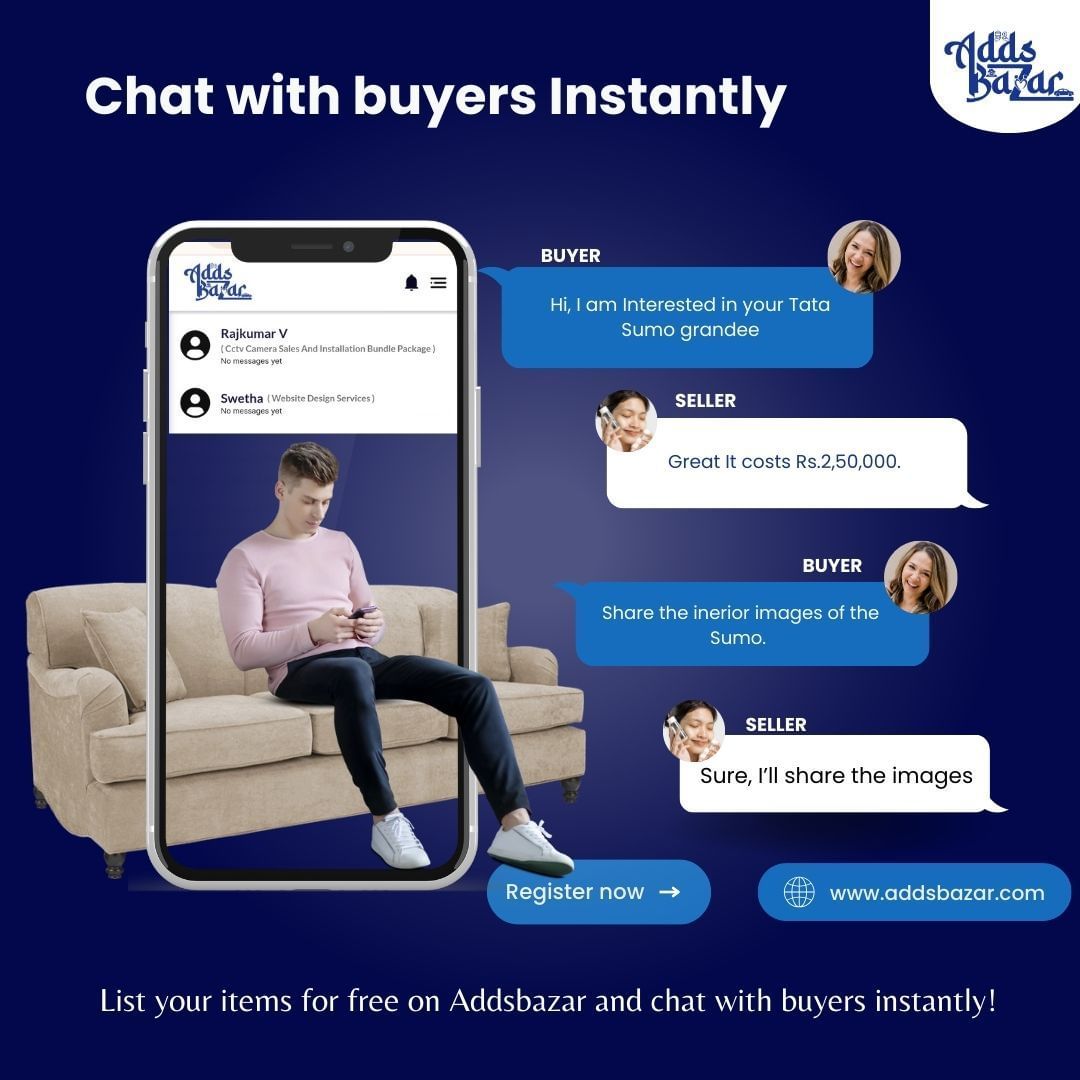 Adds
Bazar
Chat with buyers Instantly
Adds
Bazar
Rajkumar V
( Cctv Camera Sales And Installation Bundle Package )
No messages yet
Swetha ( Website Design Services )
No messages yet
BUYER
Hi, I am Interested in your Tata
Sumo grandee
SELLER
Great It costs Rs.2,50,000.
BUYER
Share the inerior images of the
Sumo.
SELLER
Sure, I’ll share the images
Register now →
www.addsbazar.com
List your items for free on Addsbazar and chat with buyers instantly!